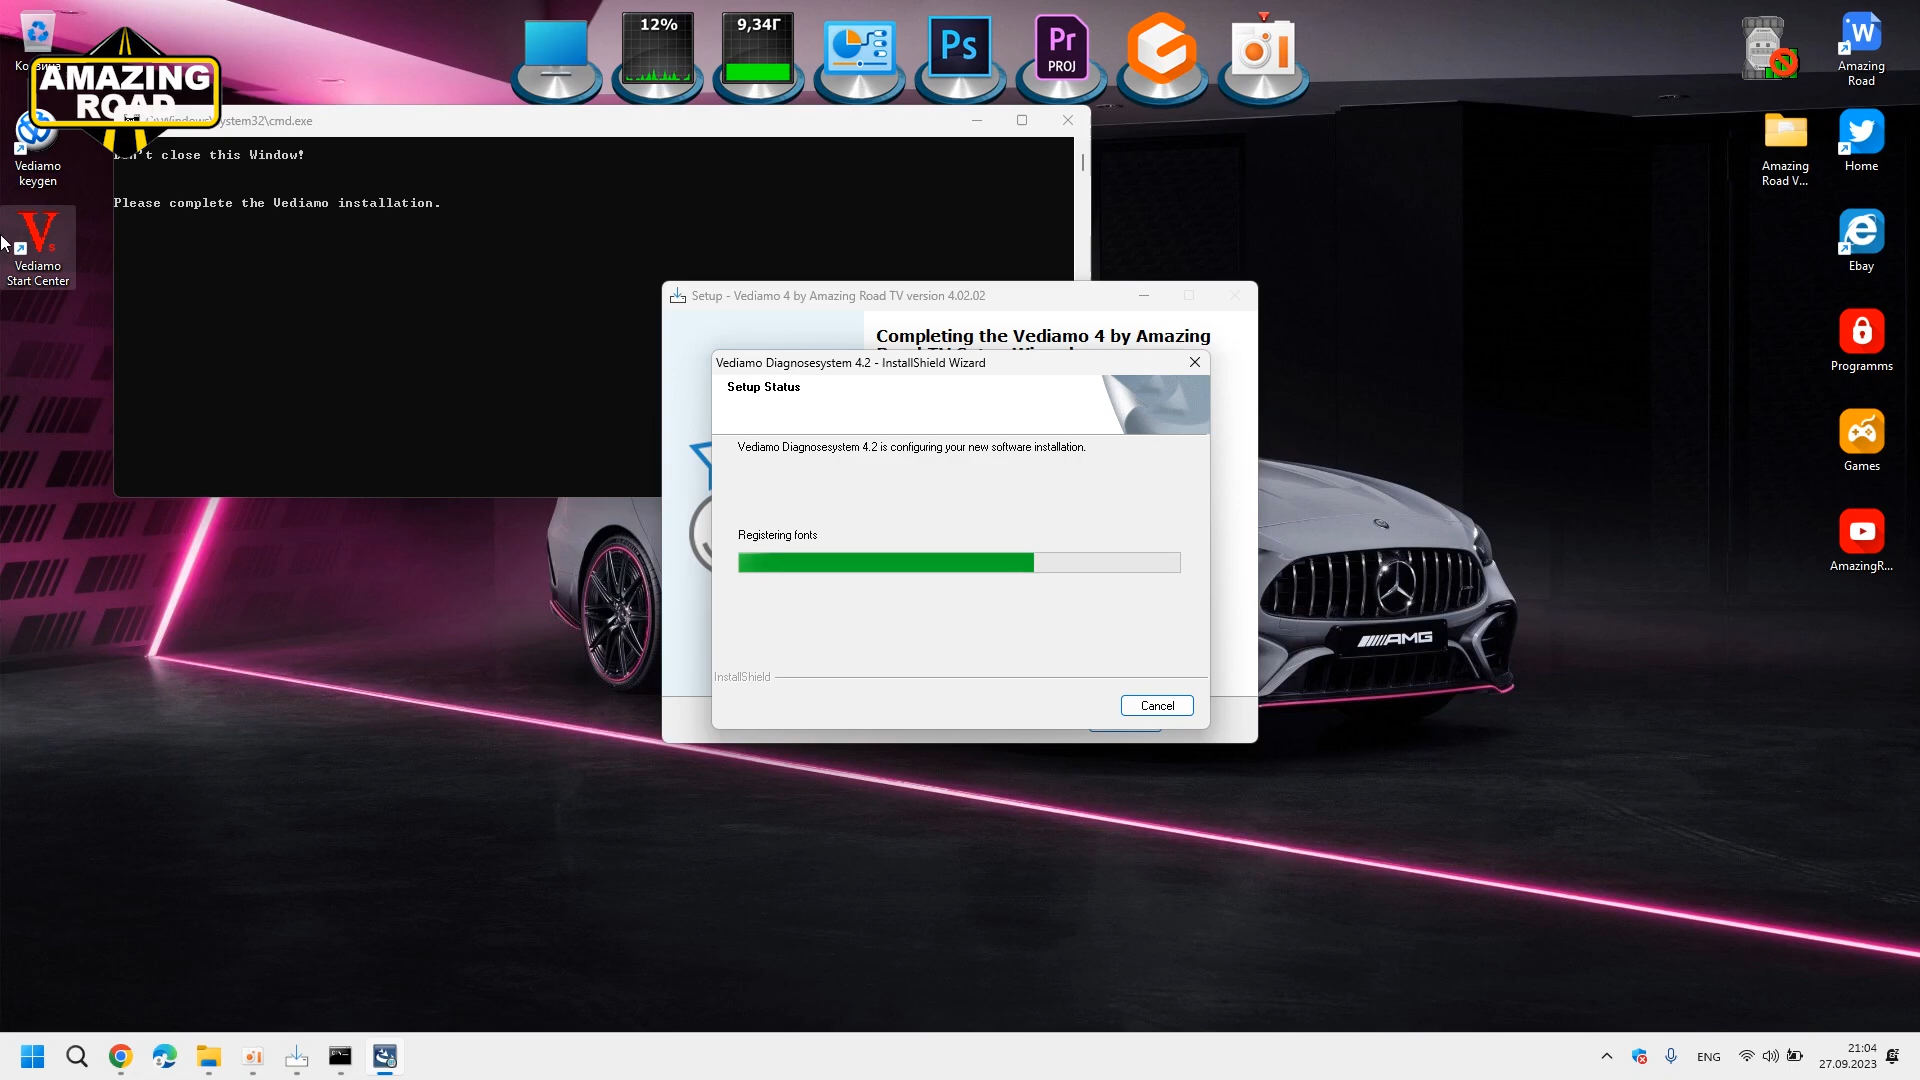 12%
9,34Г
Ps
Pr
PROJ
W
Amazing
Road
AMAZING
ROAD
ystem32\cmd.exe
Vediamo
keygen
't close this Window!
Please complete the Vediamo installation.
V
s
Vediamo
Start Center
Amazing
Road V...
Home
Ebay
Programms
Games
AmazingR...
Setup - Vediamo 4 by Amazing Road TV version 4.02.02
Completing the Vediamo 4 by Amazing
Vediamo Diagnosesystem 4.2 - InstallShield Wizard
Setup Status
Vediamo Diagnosesystem 4.2 is configuring your new software installation.
Registering fonts
InstallShield
Cancel
AMG
ENG
21:04
27.09.2023